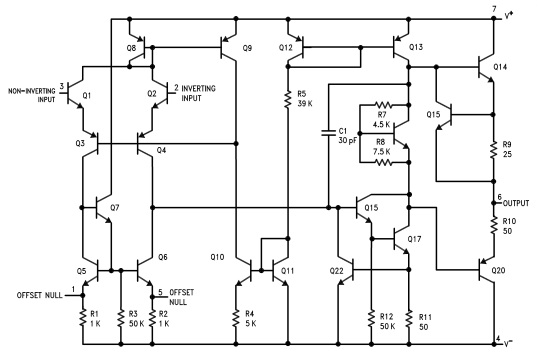 7
V+
Q8
Q9
Q12
Q13
Q14
3
NON-INVERTING
INPUT
Q1
Q2
2 INVERTING
INPUT
R5
39 K
R7
4.5 K
Q15
C1
30 pF
R8
7.5 K
R9
25
Q3
Q4
6
OUTPUT
Q7
Q15
R10
50
Q5
Q6
Q10
Q11
Q22
Q17
Q20
OFFSET NULL
1
5
OFFSET
NULL
R1
1 K
R3
50 K
R2
1 K
R4
5 K
R12
50 K
R11
50
4
V−